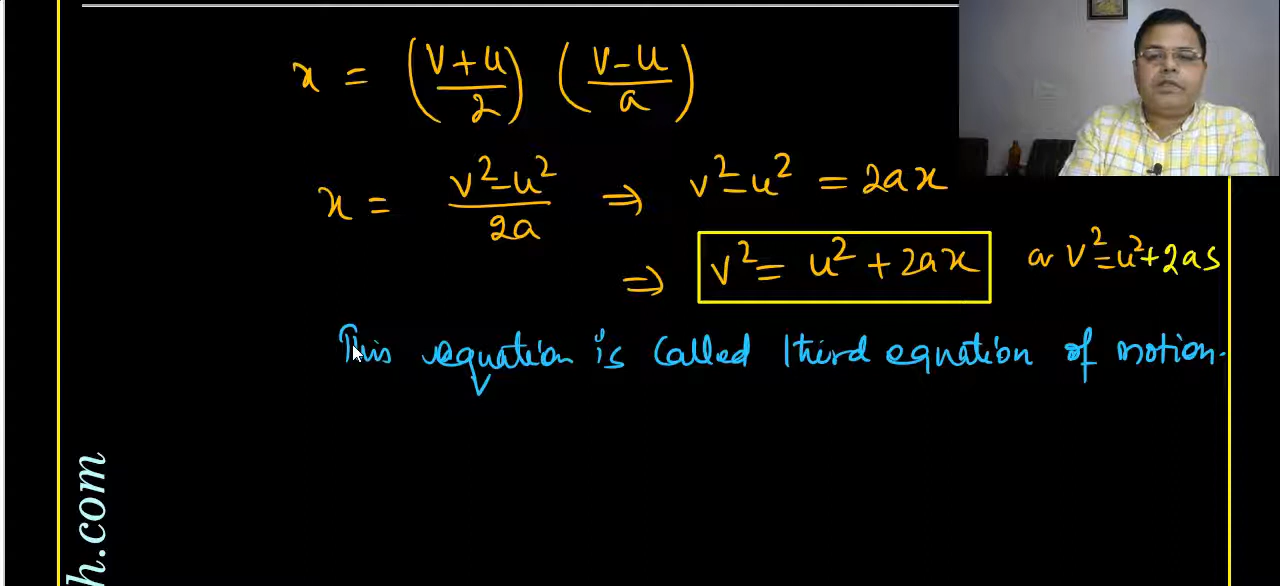 x = (v+u/2) (v-u/a)
x = v²-u²/2a ⇒ v²-u² = 2ax
⇒ v² = u² + 2ax or v² = u² + 2as
This equation is called third equation of motion.
h.com